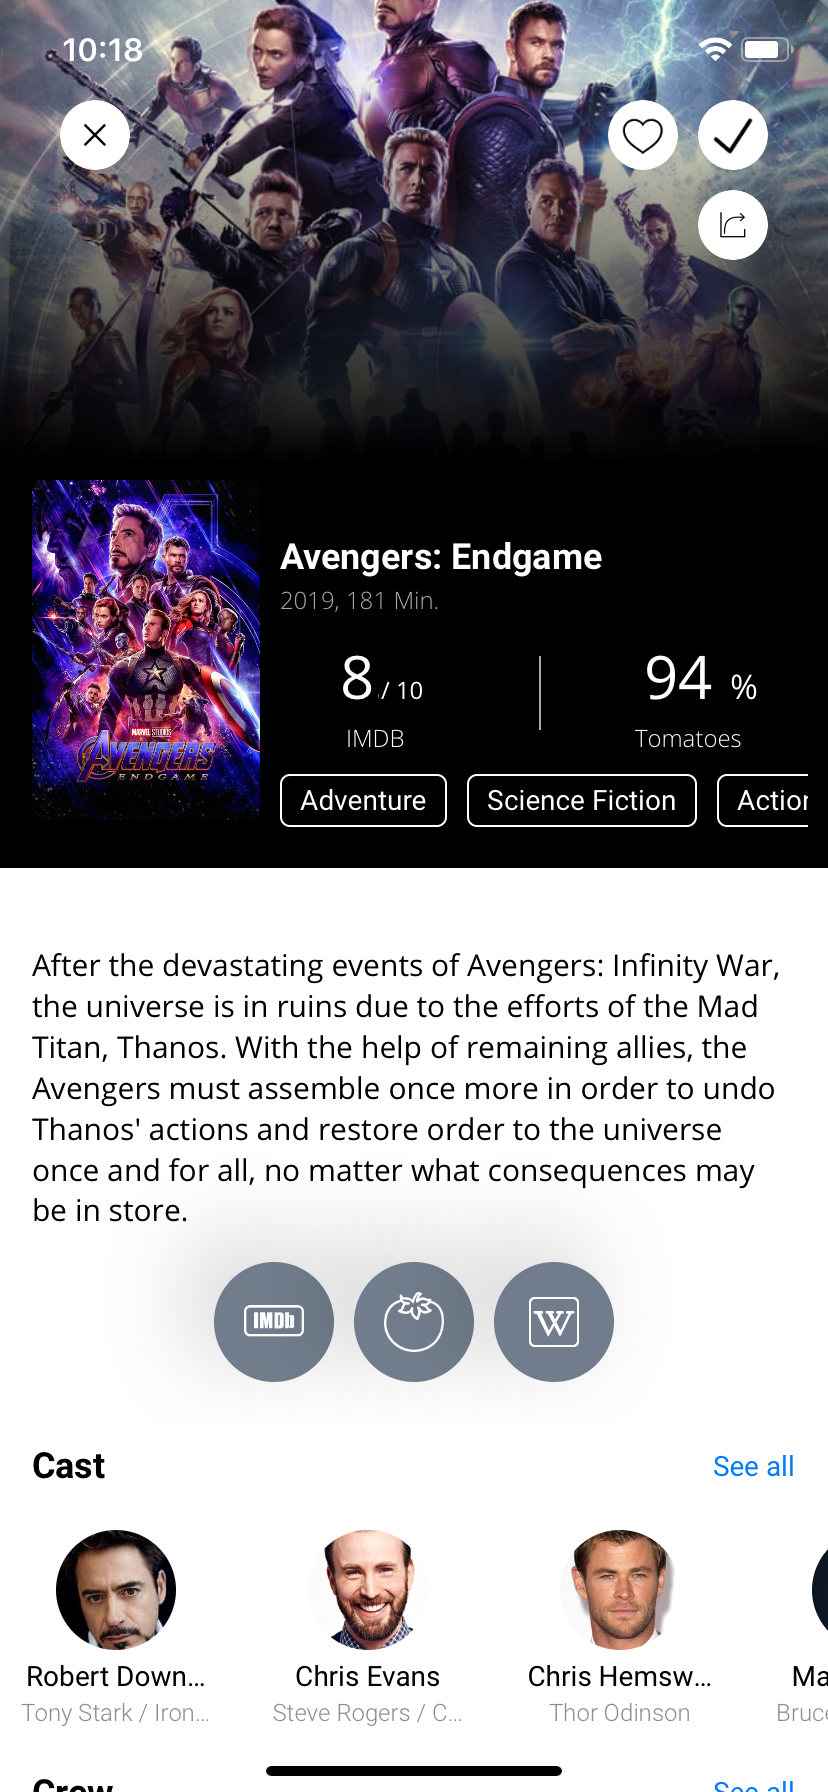 10:18
MARVEL STUDIOS
AVENGERS
ENDGAME
Avengers: Endgame
2019, 181 Min.
8 / 10
94 %
IMDB
Tomatoes
Adventure
Science Fiction
Action
After the devastating events of Avengers: Infinity War,
the universe is in ruins due to the efforts of the Mad
Titan, Thanos. With the help of remaining allies, the
Avengers must assemble once more in order to undo
Thanos' actions and restore order to the universe
once and for all, no matter what consequences may
be in store.
IMDb
W
Cast
See all
Robert Down...
Chris Evans
Chris Hemsw...
Ma
Tony Stark / Iron...
Steve Rogers / C...
Thor Odinson
Bruce
Crew
See all